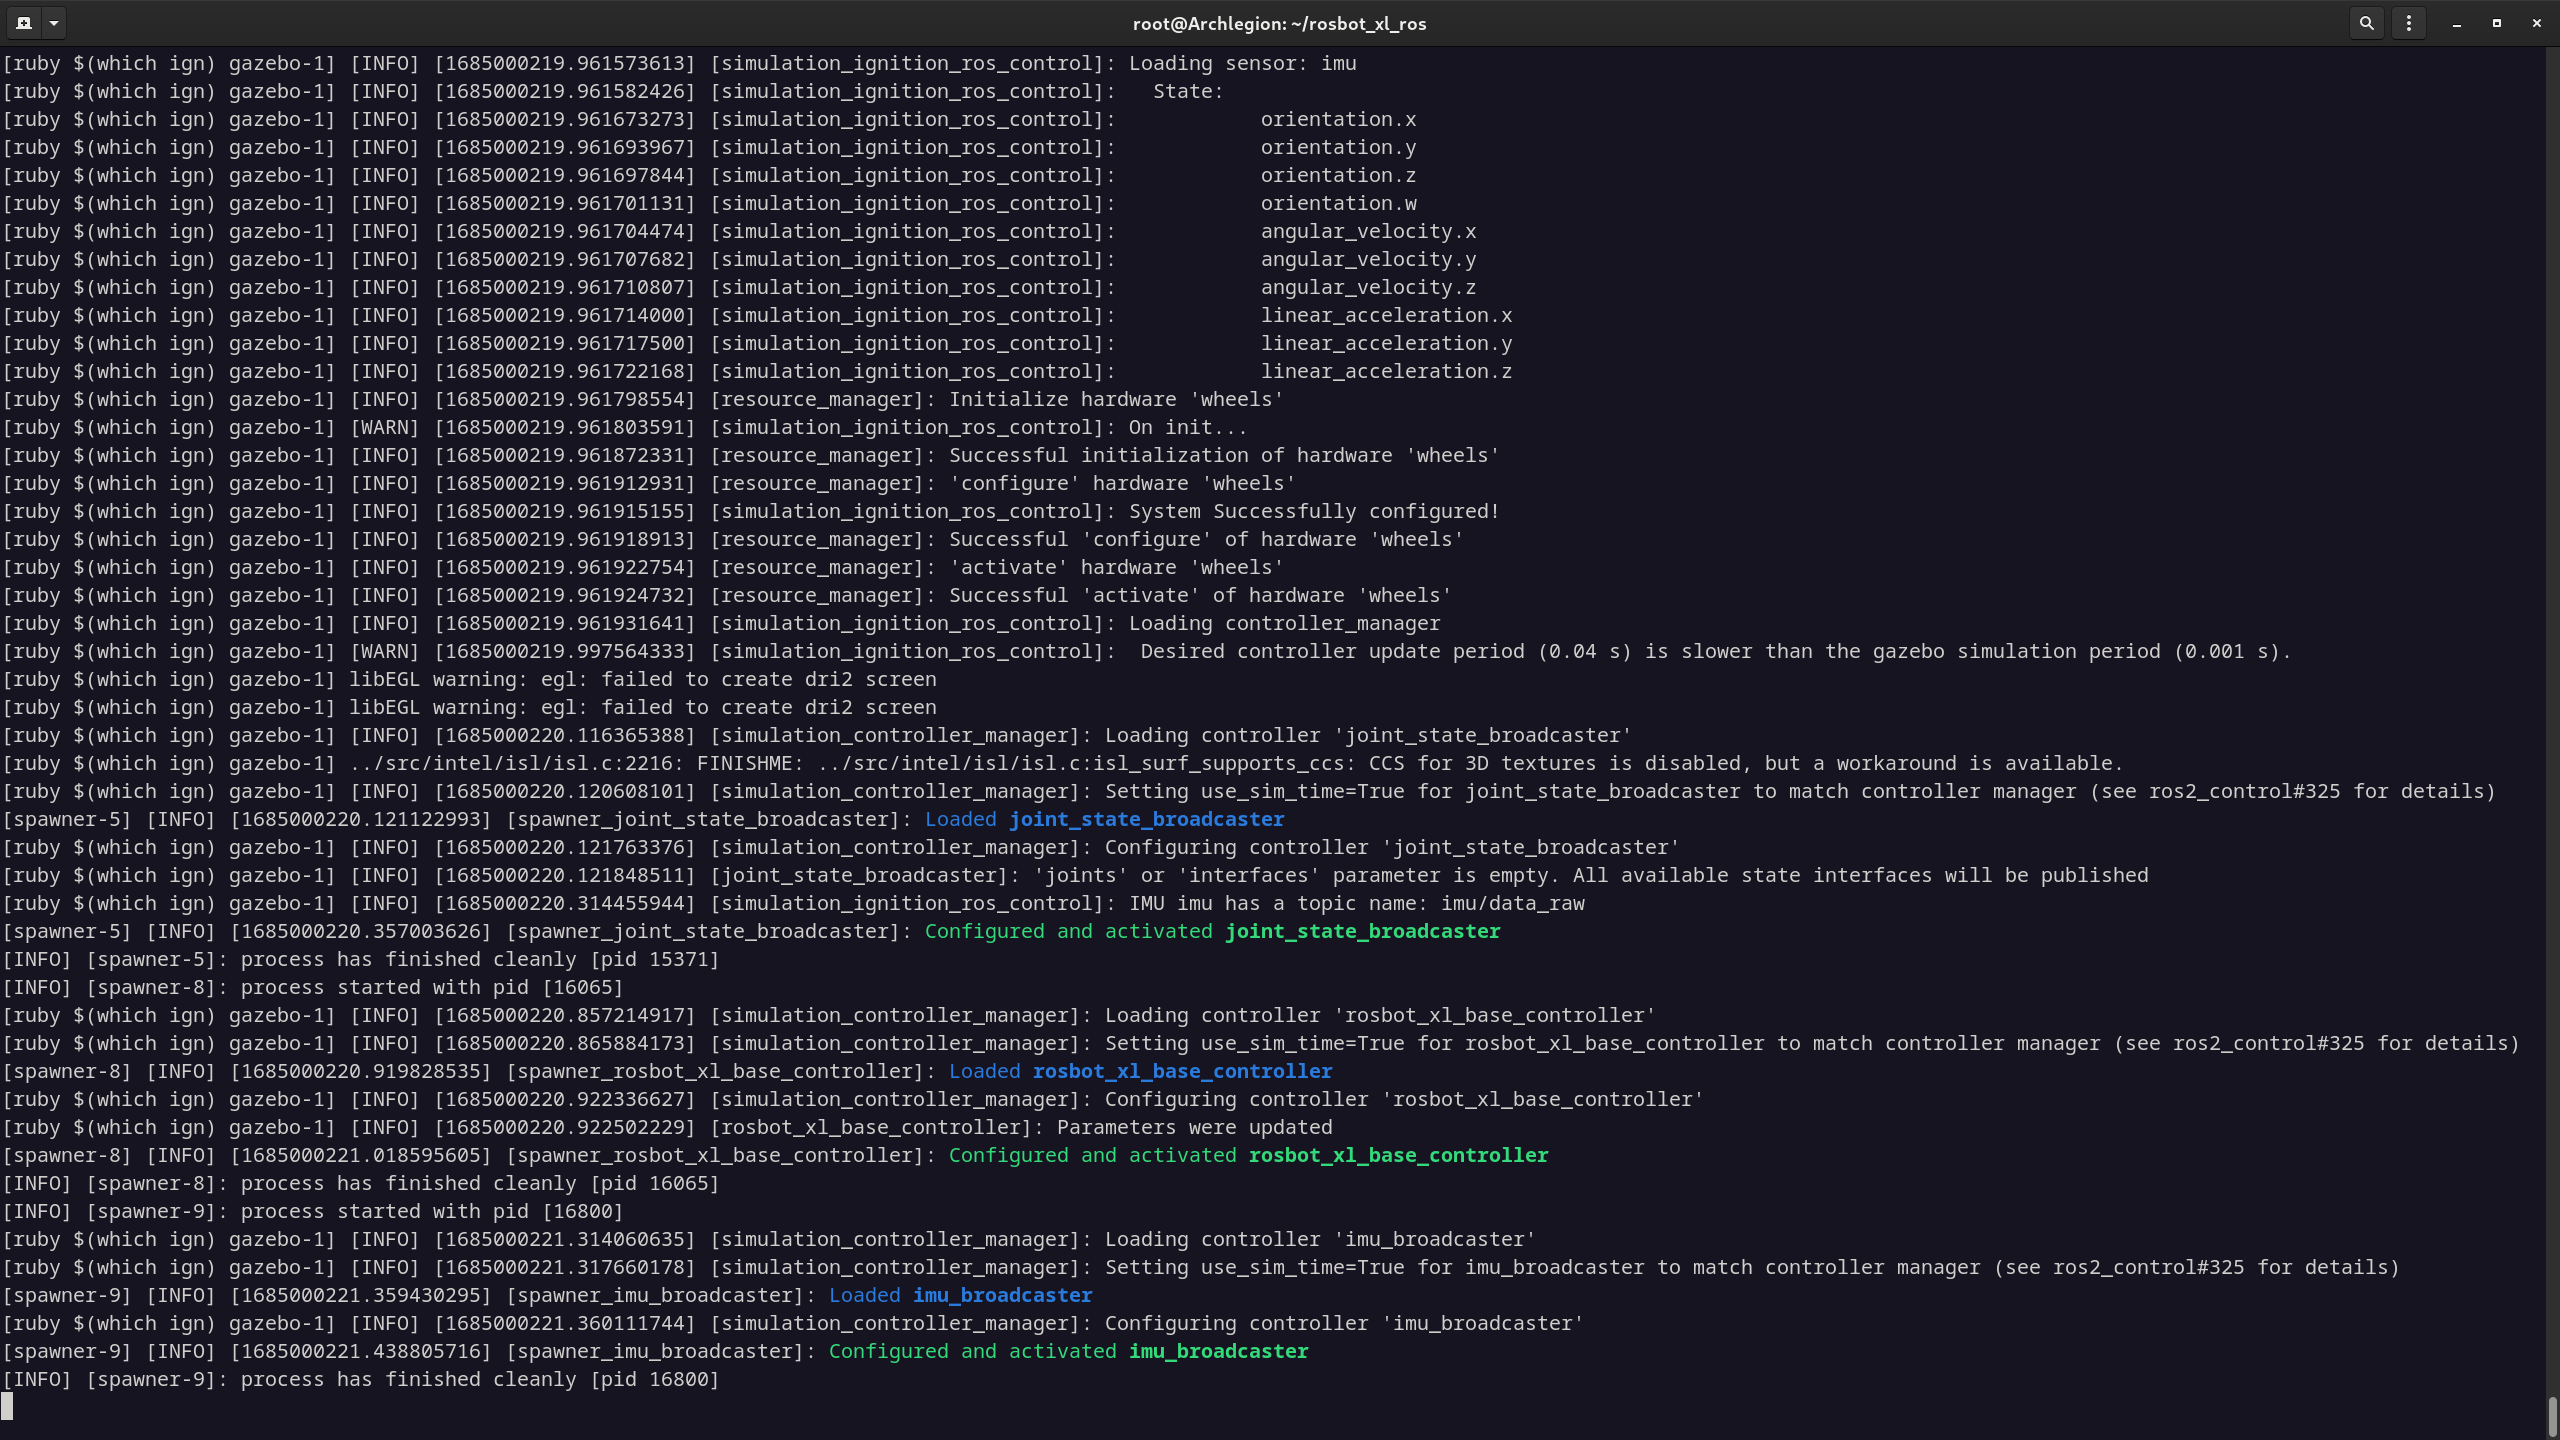 root@Archlegion: ~/rosbot_xl_ros
[ruby $(which ign) gazebo-1] [INFO] [1685000219.961573613] [simulation_ignition_ros_control]: Loading sensor: imu
[ruby $(which ign) gazebo-1] [INFO] [1685000219.961582426] [simulation_ignition_ros_control]:   State:
[ruby $(which ign) gazebo-1] [INFO] [1685000219.961673273] [simulation_ignition_ros_control]:            orientation.x
[ruby $(which ign) gazebo-1] [INFO] [1685000219.961693967] [simulation_ignition_ros_control]:            orientation.y
[ruby $(which ign) gazebo-1] [INFO] [1685000219.961697844] [simulation_ignition_ros_control]:            orientation.z
[ruby $(which ign) gazebo-1] [INFO] [1685000219.961701131] [simulation_ignition_ros_control]:            orientation.w
[ruby $(which ign) gazebo-1] [INFO] [1685000219.961704474] [simulation_ignition_ros_control]:            angular_velocity.x
[ruby $(which ign) gazebo-1] [INFO] [1685000219.961707682] [simulation_ignition_ros_control]:            angular_velocity.y
[ruby $(which ign) gazebo-1] [INFO] [1685000219.961710807] [simulation_ignition_ros_control]:            angular_velocity.z
[ruby $(which ign) gazebo-1] [INFO] [1685000219.961714000] [simulation_ignition_ros_control]:            linear_acceleration.x
[ruby $(which ign) gazebo-1] [INFO] [1685000219.961717500] [simulation_ignition_ros_control]:            linear_acceleration.y
[ruby $(which ign) gazebo-1] [INFO] [1685000219.961722168] [simulation_ignition_ros_control]:            linear_acceleration.z
[ruby $(which ign) gazebo-1] [INFO] [1685000219.961798554] [resource_manager]: Initialize hardware 'wheels'
[ruby $(which ign) gazebo-1] [WARN] [1685000219.961803591] [simulation_ignition_ros_control]: On init...
[ruby $(which ign) gazebo-1] [INFO] [1685000219.961872331] [resource_manager]: Successful initialization of hardware 'wheels'
[ruby $(which ign) gazebo-1] [INFO] [1685000219.961912931] [resource_manager]: 'configure' hardware 'wheels'
[ruby $(which ign) gazebo-1] [INFO] [1685000219.961915155] [simulation_ignition_ros_control]: System Successfully configured!
[ruby $(which ign) gazebo-1] [INFO] [1685000219.961918913] [resource_manager]: Successful 'configure' of hardware 'wheels'
[ruby $(which ign) gazebo-1] [INFO] [1685000219.961922754] [resource_manager]: 'activate' hardware 'wheels'
[ruby $(which ign) gazebo-1] [INFO] [1685000219.961924732] [resource_manager]: Successful 'activate' of hardware 'wheels'
[ruby $(which ign) gazebo-1] [INFO] [1685000219.961931641] [simulation_ignition_ros_control]: Loading controller_manager
[ruby $(which ign) gazebo-1] [WARN] [1685000219.997564333] [simulation_ignition_ros_control]:  Desired controller update period (0.04 s) is slower than the gazebo simulation period (0.001 s).
[ruby $(which ign) gazebo-1] libEGL warning: egl: failed to create dri2 screen
[ruby $(which ign) gazebo-1] libEGL warning: egl: failed to create dri2 screen
[ruby $(which ign) gazebo-1] [INFO] [1685000220.116365388] [simulation_controller_manager]: Loading controller 'joint_state_broadcaster'
[ruby $(which ign) gazebo-1] ../src/intel/isl/isl.c:2216: FINISHME: ../src/intel/isl/isl.c:isl_surf_supports_ccs: CCS for 3D textures is disabled, but a workaround is available.
[ruby $(which ign) gazebo-1] [INFO] [1685000220.120608101] [simulation_controller_manager]: Setting use_sim_time=True for joint_state_broadcaster to match controller manager (see ros2_control#325 for details)
[spawner-5] [INFO] [1685000220.121122993] [spawner_joint_state_broadcaster]: Loaded joint_state_broadcaster
[ruby $(which ign) gazebo-1] [INFO] [1685000220.121763376] [simulation_controller_manager]: Configuring controller 'joint_state_broadcaster'
[ruby $(which ign) gazebo-1] [INFO] [1685000220.121848511] [joint_state_broadcaster]: 'joints' or 'interfaces' parameter is empty. All available state interfaces will be published
[ruby $(which ign) gazebo-1] [INFO] [1685000220.314455944] [simulation_ignition_ros_control]: IMU imu has a topic name: imu/data_raw
[spawner-5] [INFO] [1685000220.357003626] [spawner_joint_state_broadcaster]: Configured and activated joint_state_broadcaster
[INFO] [spawner-5]: process has finished cleanly [pid 15371]
[INFO] [spawner-8]: process started with pid [16065]
[ruby $(which ign) gazebo-1] [INFO] [1685000220.857214917] [simulation_controller_manager]: Loading controller 'rosbot_xl_base_controller'
[ruby $(which ign) gazebo-1] [INFO] [1685000220.865884173] [simulation_controller_manager]: Setting use_sim_time=True for rosbot_xl_base_controller to match controller manager (see ros2_control#325 for details)
[spawner-8] [INFO] [1685000220.919828535] [spawner_rosbot_xl_base_controller]: Loaded rosbot_xl_base_controller
[ruby $(which ign) gazebo-1] [INFO] [1685000220.922336627] [simulation_controller_manager]: Configuring controller 'rosbot_xl_base_controller'
[ruby $(which ign) gazebo-1] [INFO] [1685000220.922502229] [rosbot_xl_base_controller]: Parameters were updated
[spawner-8] [INFO] [1685000221.018595605] [spawner_rosbot_xl_base_controller]: Configured and activated rosbot_xl_base_controller
[INFO] [spawner-8]: process has finished cleanly [pid 16065]
[INFO] [spawner-9]: process started with pid [16800]
[ruby $(which ign) gazebo-1] [INFO] [1685000221.314060635] [simulation_controller_manager]: Loading controller 'imu_broadcaster'
[ruby $(which ign) gazebo-1] [INFO] [1685000221.317660178] [simulation_controller_manager]: Setting use_sim_time=True for imu_broadcaster to match controller manager (see ros2_control#325 for details)
[spawner-9] [INFO] [1685000221.359430295] [spawner_imu_broadcaster]: Loaded imu_broadcaster
[ruby $(which ign) gazebo-1] [INFO] [1685000221.360111744] [simulation_controller_manager]: Configuring controller 'imu_broadcaster'
[spawner-9] [INFO] [1685000221.438805716] [spawner_imu_broadcaster]: Configured and activated imu_broadcaster
[INFO] [spawner-9]: process has finished cleanly [pid 16800]